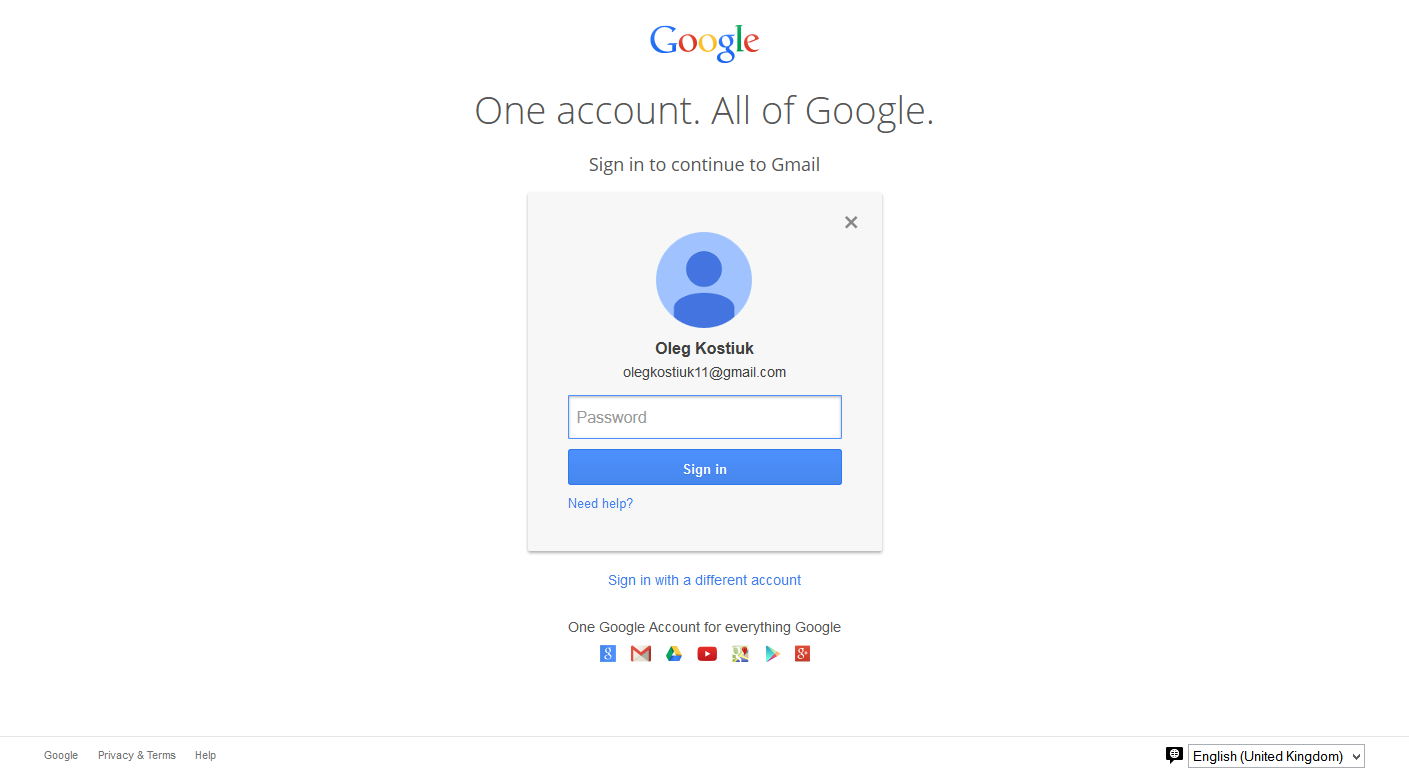 Google
One account. All of Google.
Sign in to continue to Gmail
Oleg Kostiuk
olegkostiuk11@gmail.com
Password
Sign in
Need help?
Sign in with a different account
One Google Account for everything Google
Google Privacy & Terms Help English (United Kingdom)